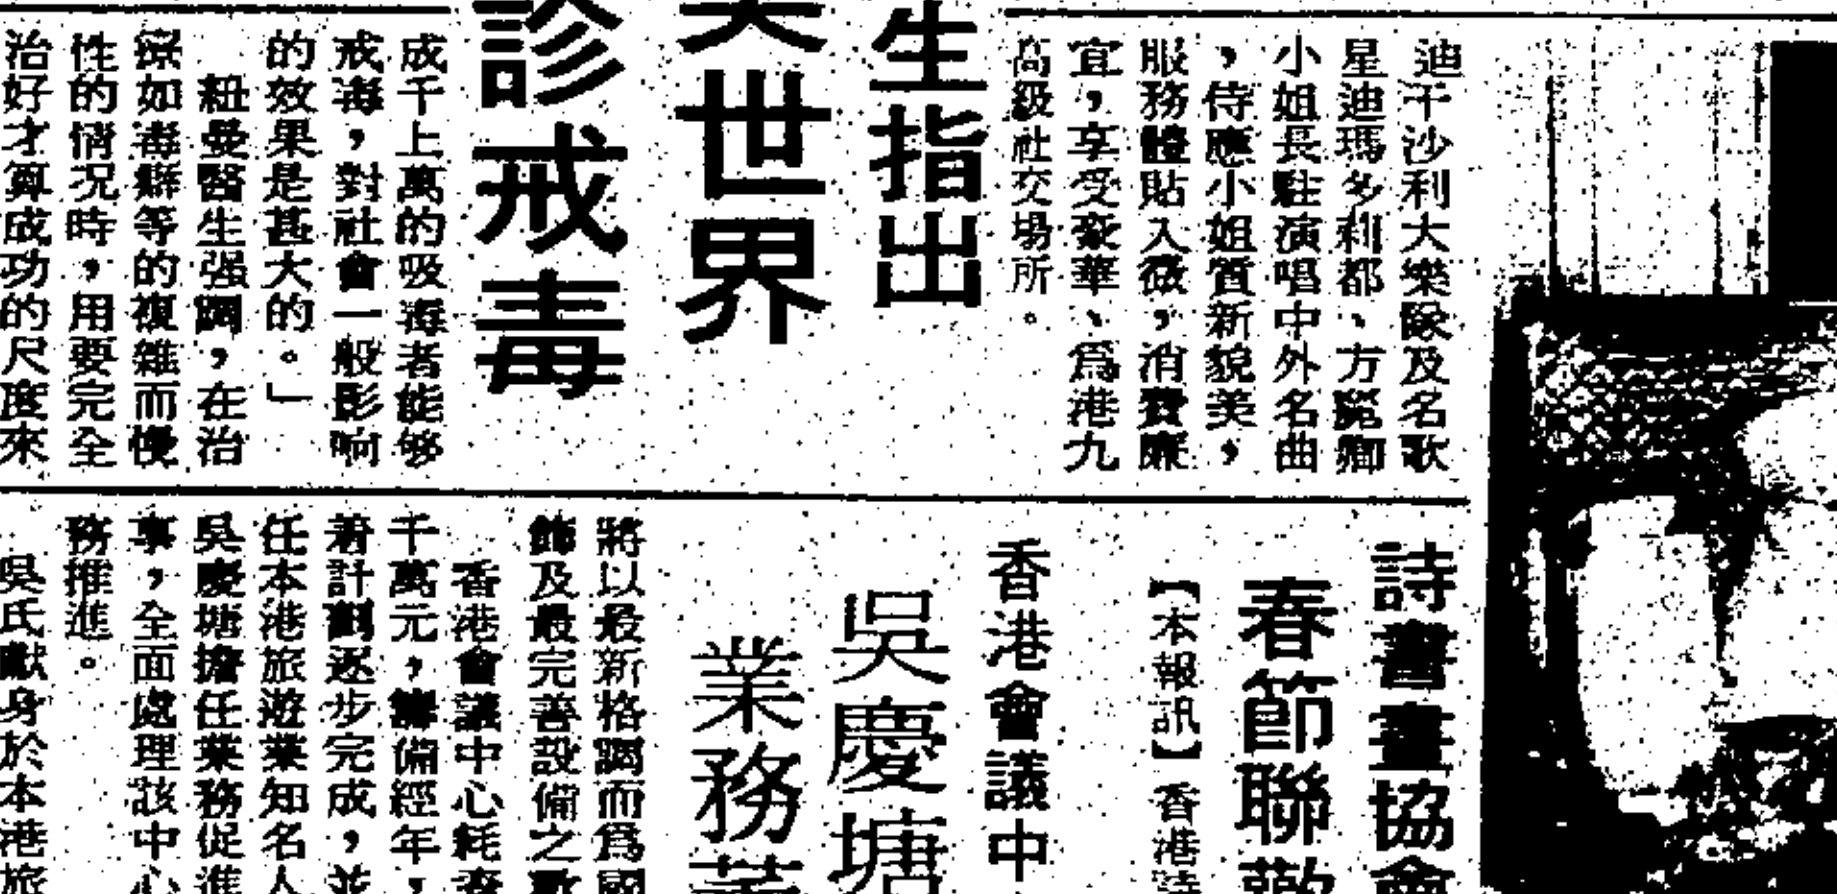 迪干沙利大樂隊及名歌
星迪瑪多利都、方龍卿
小姐長駐演唱中外名曲
，侍應小姐質新貌美，
服務體貼入微，消費廉
宜，享受豪華、爲港九
高級社交場所。
生指出
世界
診戒毒
成千上萬的吸毒者能够
戒毒，對社會一般影响
的效果是甚大的。」
紐曼醫生强調，在治
療如毒癖等的複雜而慢
性的情况時，用要完全
治好才算成功的尺度來
詩書畫協會
春節聯歡
【本報訊】香港詩
香港會議中
吳慶塘
業務
將以最新格調而爲國
飾及最完善設備之
香港會議中心耗資
千萬元，籌備經年，
着計劃逐步完成，並
任本港旅遊業知名人
吳慶塘擔任業務促進
事，全面處理該中心
務推進。
吳氏獻身於本港旅